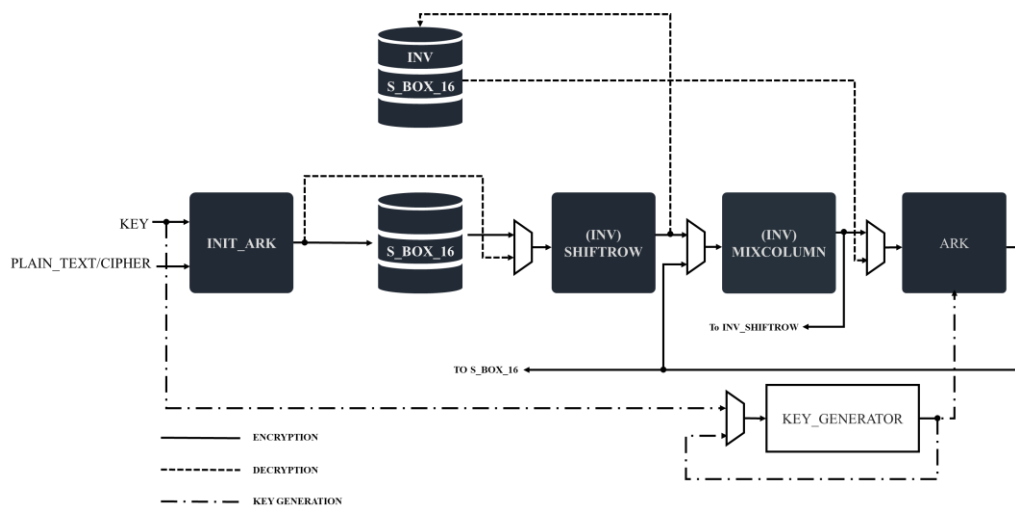 INV
S_BOX_16
KEY
PLAIN_TEXT/CIPHER
INIT_ARK
S_BOX_16
(INV)
SHIFTROW
(INV)
MIXCOLUMN
ARK
To INV_SHIFTROW
TO S_BOX_16
KEY_GENERATOR
ENCRYPTION
DECRYPTION
KEY GENERATION